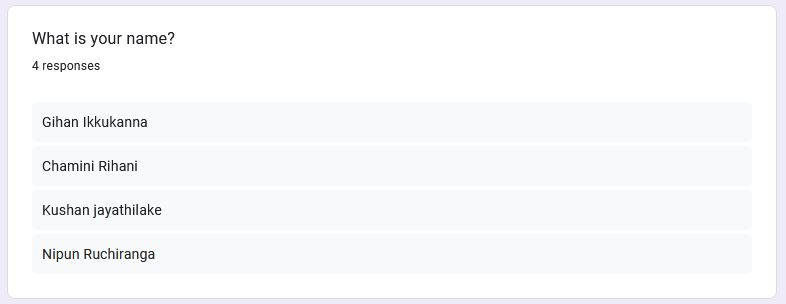 What is your name?
4 responses
Gihan Ikkukanna
Chamini Rihani
Kushan jayathilake
Nipun Ruchiranga